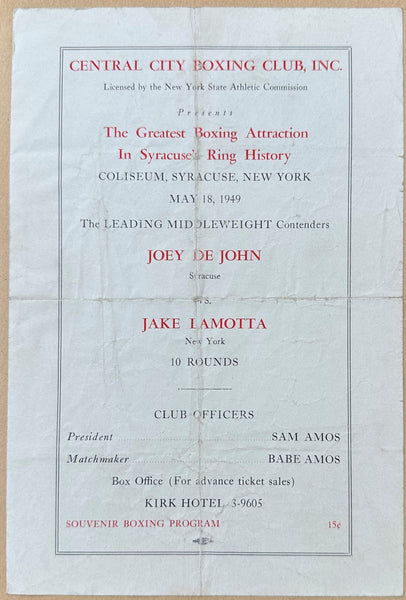 CENTRAL CITY BOXING CLUB, INC.
Licensed by the New York State Athletic Commission
Presents
The Greatest Boxing Attraction
In Syracuse's Ring History
COLISEUM, SYRACUSE, NEW YORK
MAY 18, 1949
The LEADING MIDDLEWEIGHT Contenders
JOEY DE JOHN
Syracuse
vs.
JAKE LAMOTTA
New York
10 ROUNDS
CLUB OFFICERS
President SAM AMOS
Matchmaker BABE AMOS
Box Office (For advance ticket sales)
KIRK HOTEL 3-9605
SOUVENIR BOXING PROGRAM 15¢